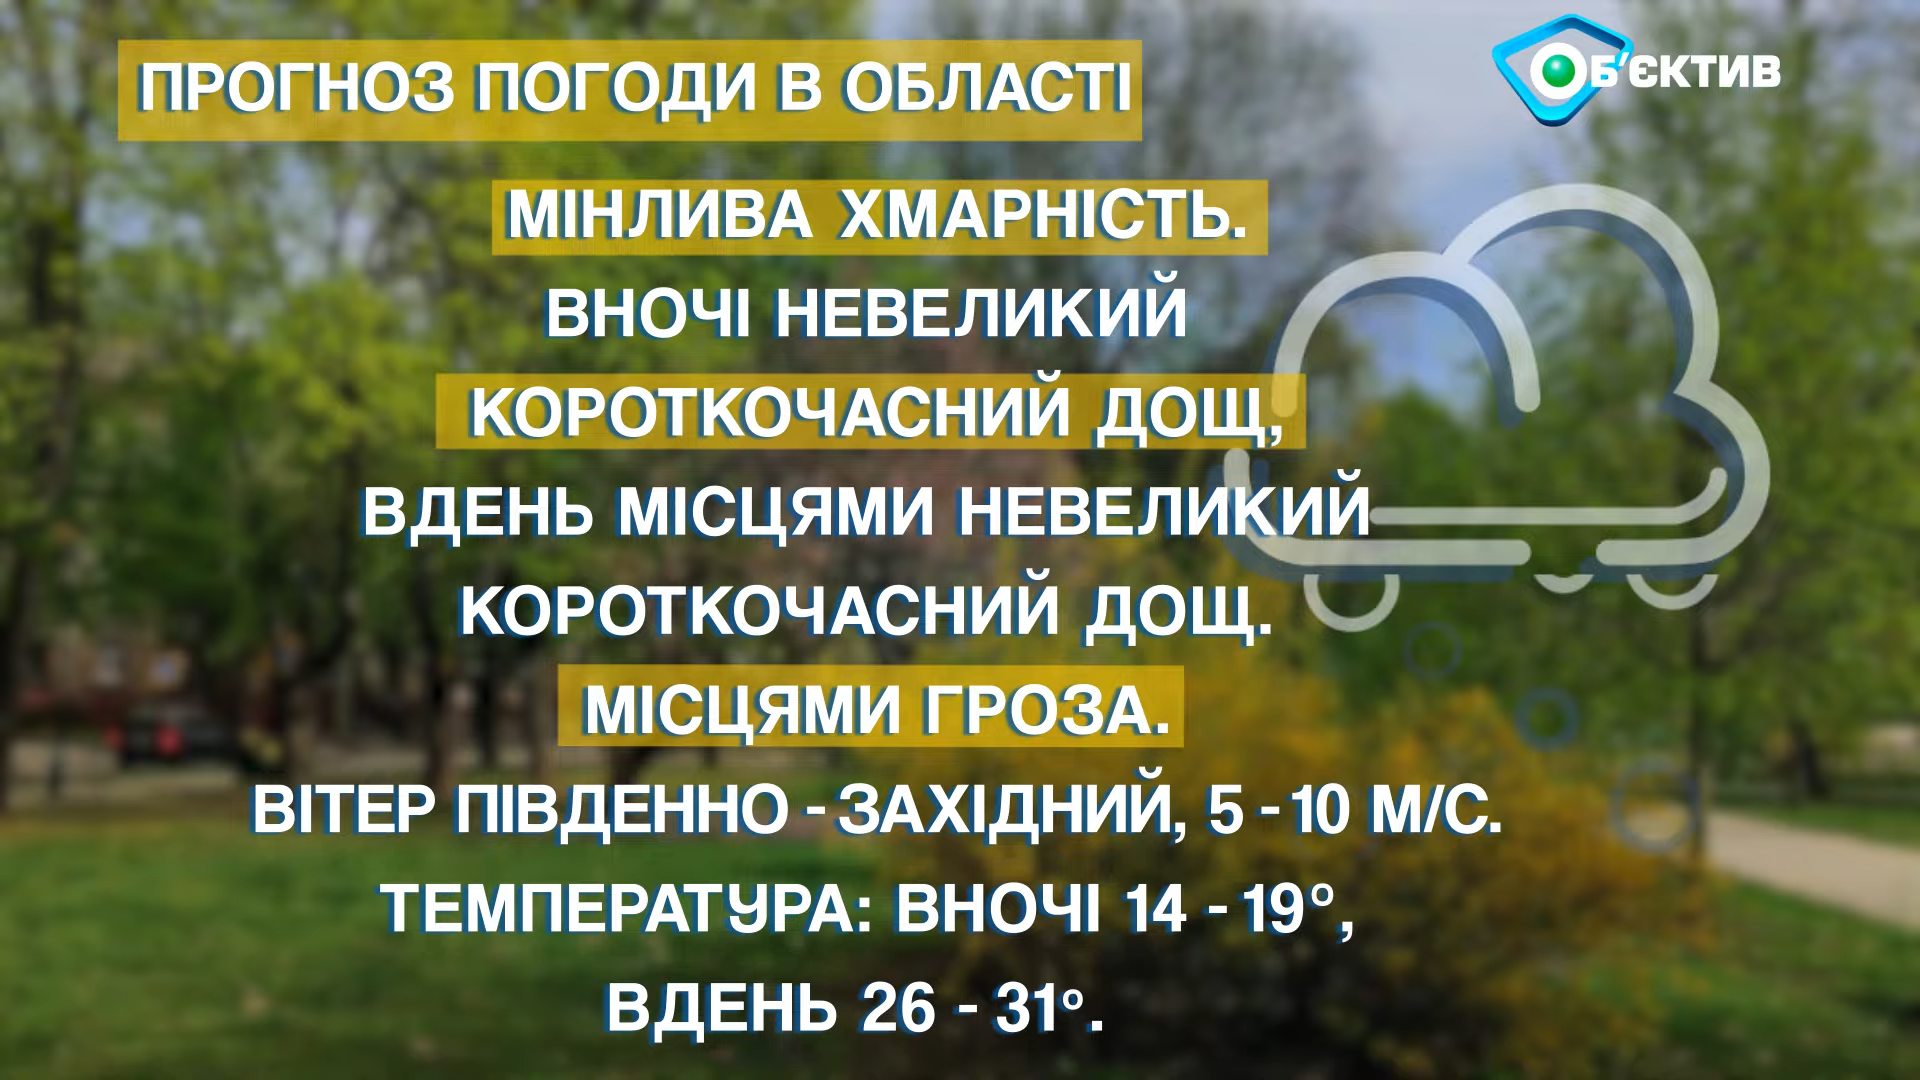 ПРОГНОЗ ПОГОДИ В ОБЛАСТІ
ОБ'ЄКТИВ
МІНЛИВА ХМАРНІСТЬ.
ВНОЧІ НЕВЕЛИКИЙ
КОРОТКОЧАСНИЙ ДОЩ,
ВДЕНЬ МІСЦЯМИ НЕВЕЛИКИЙ
КОРОТКОЧАСНИЙ ДОЩ.
МІСЦЯМИ ГРОЗА.
ВІТЕР ПІВДЕННО - ЗАХІДНИЙ, 5 - 10 М/С.
ТЕМПЕРАТУРА: ВНОЧІ 14 - 19°,
ВДЕНЬ 26 - 31°.